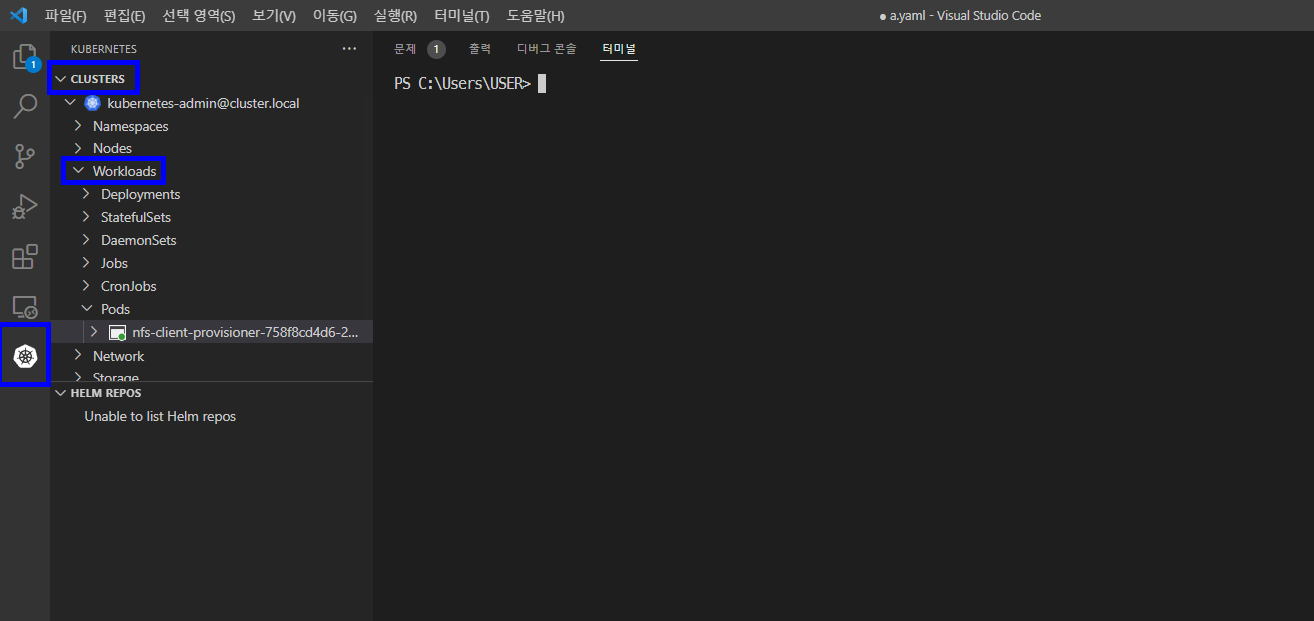 파일(F) 편집(E) 선택 영역(S) 보기(V) 이동(G) 실행(R) 터미널(T) 도움말(H) ● a.yaml - Visual Studio Code
1
KUBERNETES ···
CLUSTERS
kubernetes-admin@cluster.local
Namespaces
Nodes
Workloads
Deployments
StatefulSets
DaemonSets
Jobs
CronJobs
Pods
nfs-client-provisioner-758f8cd4d6-2...
Network
Storage
HELM REPOS
Unable to list Helm repos
문제 1 출력 디버그 콘솔 터미널
PS C:\Users\USER>